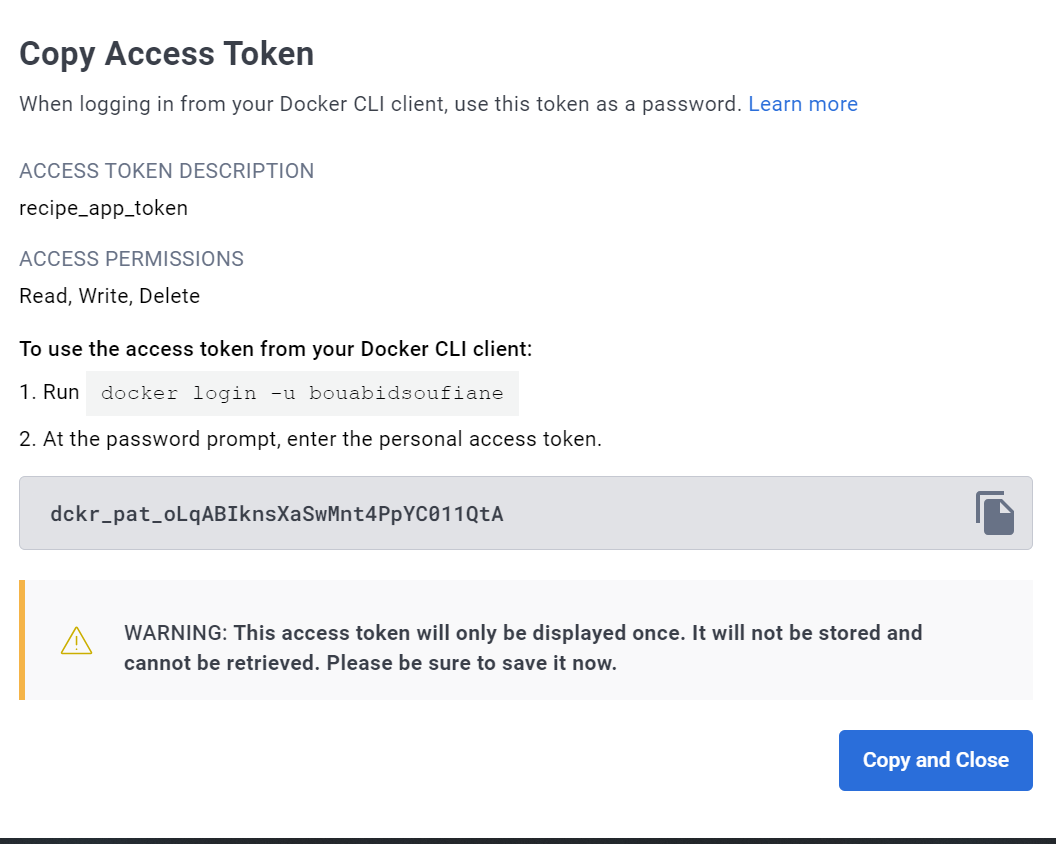 Copy Access Token
When logging in from your Docker CLI client, use this token as a password. Learn more
ACCESS TOKEN DESCRIPTION
recipe_app_token
ACCESS PERMISSIONS
Read, Write, Delete
To use the access token from your Docker CLI client:
1. Run docker login -u bouabidsoufiane
2. At the password prompt, enter the personal access token.
dckr_pat_oLqABIknsXaSwMnt4PpYC011QtA
WARNING: This access token will only be displayed once. It will not be stored and
cannot be retrieved. Please be sure to save it now.
Copy and Close